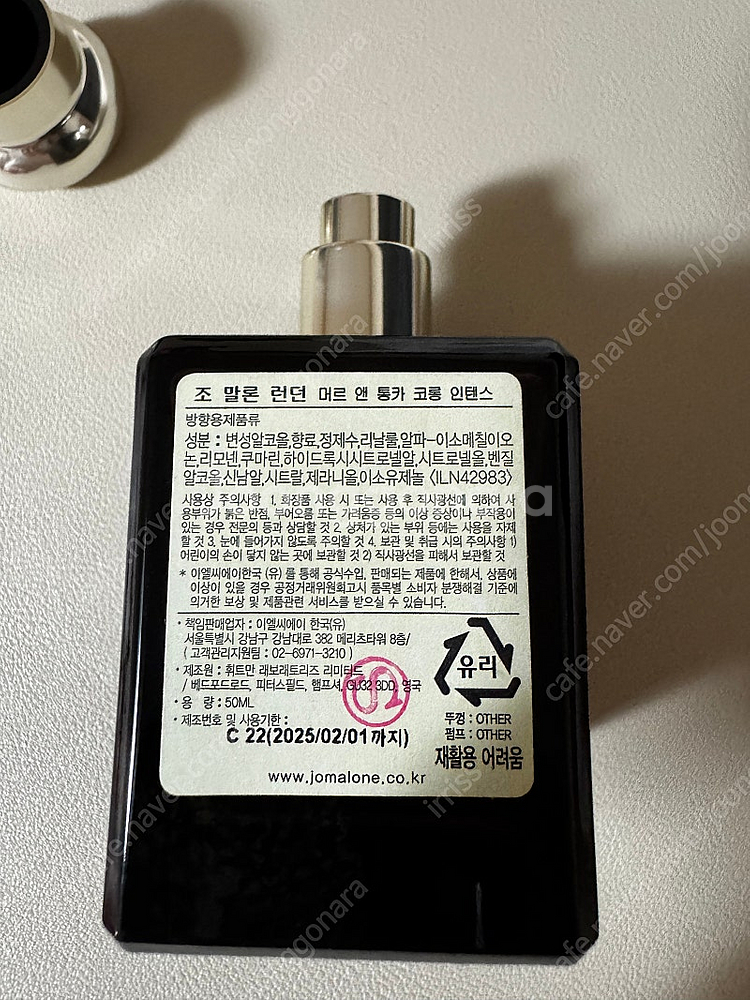 조 말론 런던 머르 앤 통카 코롱 인텐스
방향용제품류
성분 : 변성알코올,향료,정제수,리날룰,알파-이소메칠이오
논,리모넨,쿠마린,하이드록시시트로넬알,시트로넬올,벤질
알코올,신남알,시트랄,제라니올,이소유제놀 <ILN42983>
사용상 주의사항 1. 화장품 사용 시 또는 사용 후 직사광선에 의하여 사
용부위가 붉은 반점, 부어오름 또는 가려움증 등의 이상 증상이나 부작용이
있는 경우 전문의 등과 상담할 것 2. 상처가 있는 부위 등에는 사용을 자제
할 것 3. 눈에 들어가지 않도록 주의할 것 4. 보관 및 취급 시의 주의사항 1)
어린이의 손이 닿지 않는 곳에 보관할 것 2) 직사광선을 피해서 보관할 것
* 이엘씨에이한국 (유) 를 통해 공식수입, 판매되는 제품에 한해서, 상품에
이상이 있을 경우 공정거래위원회고시 품목별 소비자 분쟁해결 기준에
의거한 보상 및 제품관련 서비스를 받으실 수 있습니다.
• 책임판매업자 : 이엘씨에이 한국(유)
서울특별시 강남구 강남대로 382 메리츠타워 8층/
( 고객관리지원팀 : 02-6971-3210 )
• 제조원 : 휘트만 래보래트리즈 리미티드
/ 베드포드로드, 피터스필드, 햄프셔, GU32 3DD, 영국
• 용 량 : 50ML
• 제조번호 및 사용기한 :
C 22(2025/02/01까지)
유리
뚜껑 : OTHER
펌프 : OTHER
재활용 어려움
www.jomalone.co.kr
irriss
cafe.naver.com/joonggonara